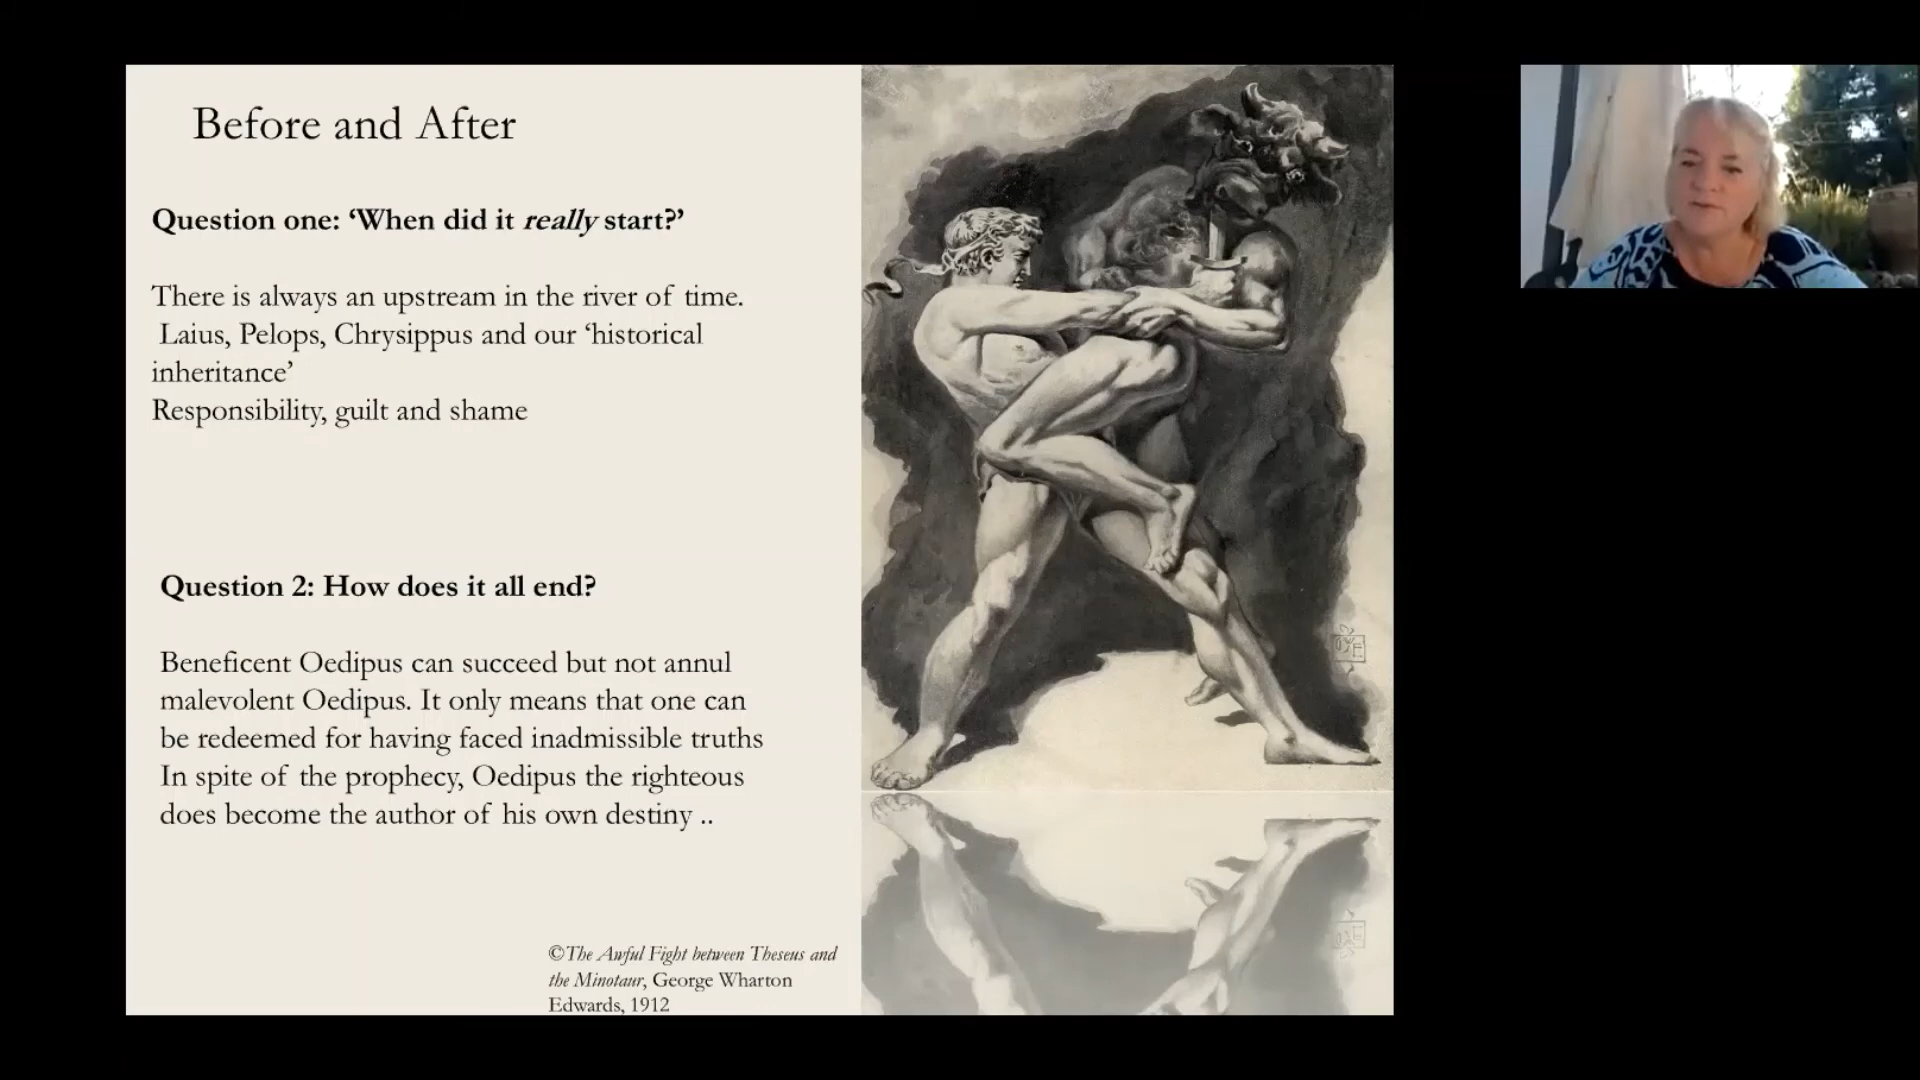 Before and After
Question one: ‘When did it really start?’
There is always an upstream in the river of time.
Laius, Pelops, Chrysippus and our ‘historical
inheritance’
Responsibility, guilt and shame
Question 2: How does it all end?
Beneficent Oedipus can succeed but not annul
malevolent Oedipus. It only means that one can
be redeemed for having faced inadmissible truths
In spite of the prophecy, Oedipus the righteous
does become the author of his own destiny ..
©The Awful Fight between Theseus and
the Minotaur, George Wharton
Edwards, 1912